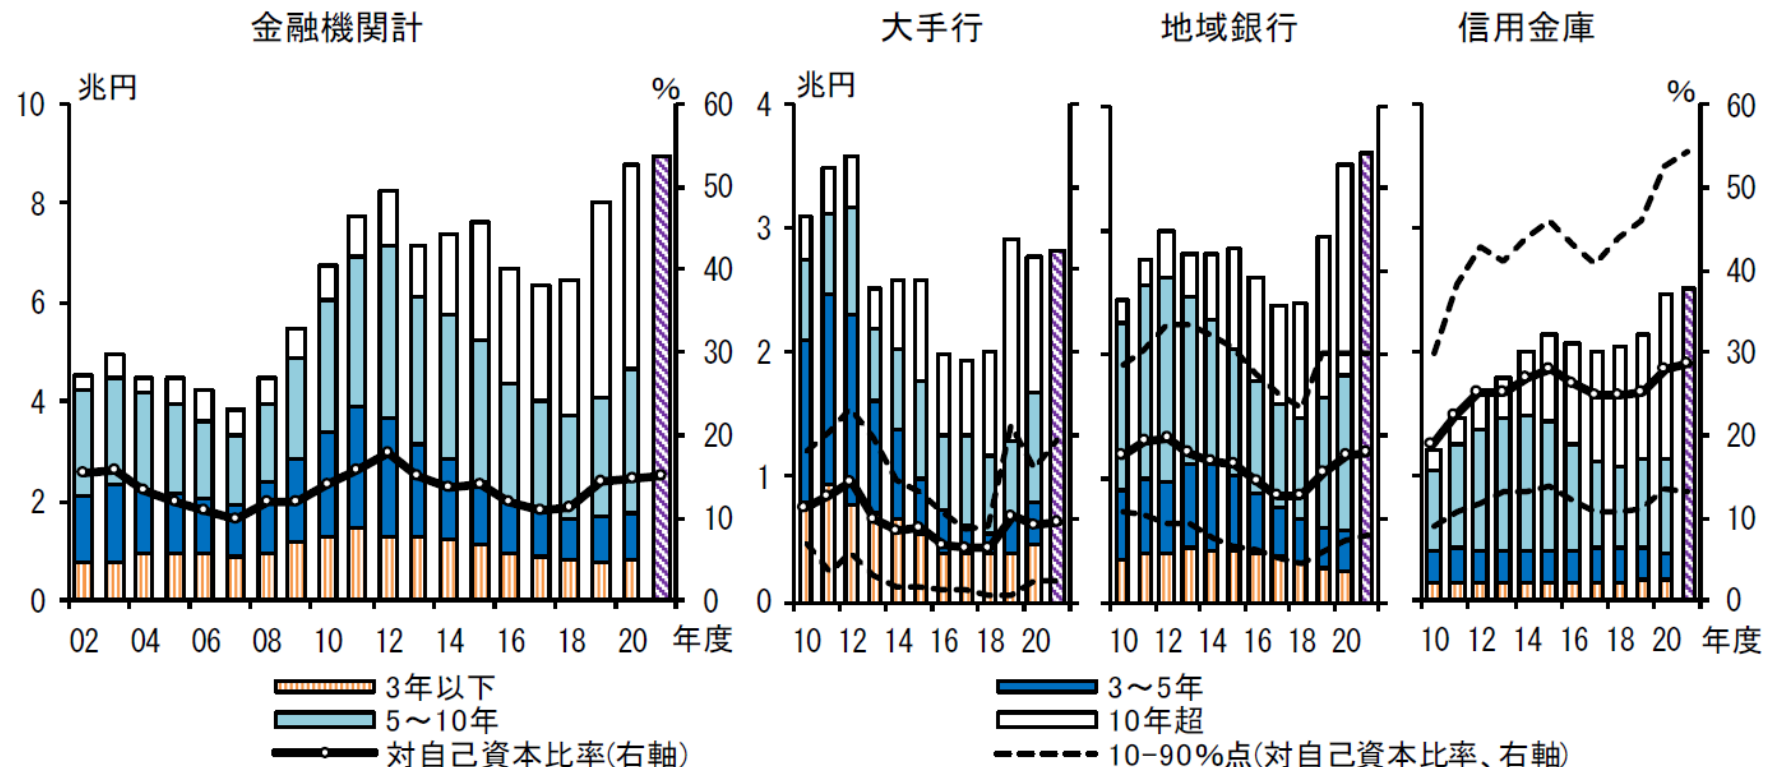 金融機関計
大手行
地域銀行
信用金庫
兆円
%
兆円
%
10
8
6
4
2
0
60
50
40
30
20
10
0
4
3
2
1
0
60
50
40
30
20
10
0
02 04 06 08 10 12 14 16 18 20 年度
10 12 14 16 18 20
10 12 14 16 18 20
10 12 14 16 18 20 年度
3年以下
3～5年
5～10年
10年超
対自己資本比率(右軸)
10-90%点(対自己資本比率、右軸)